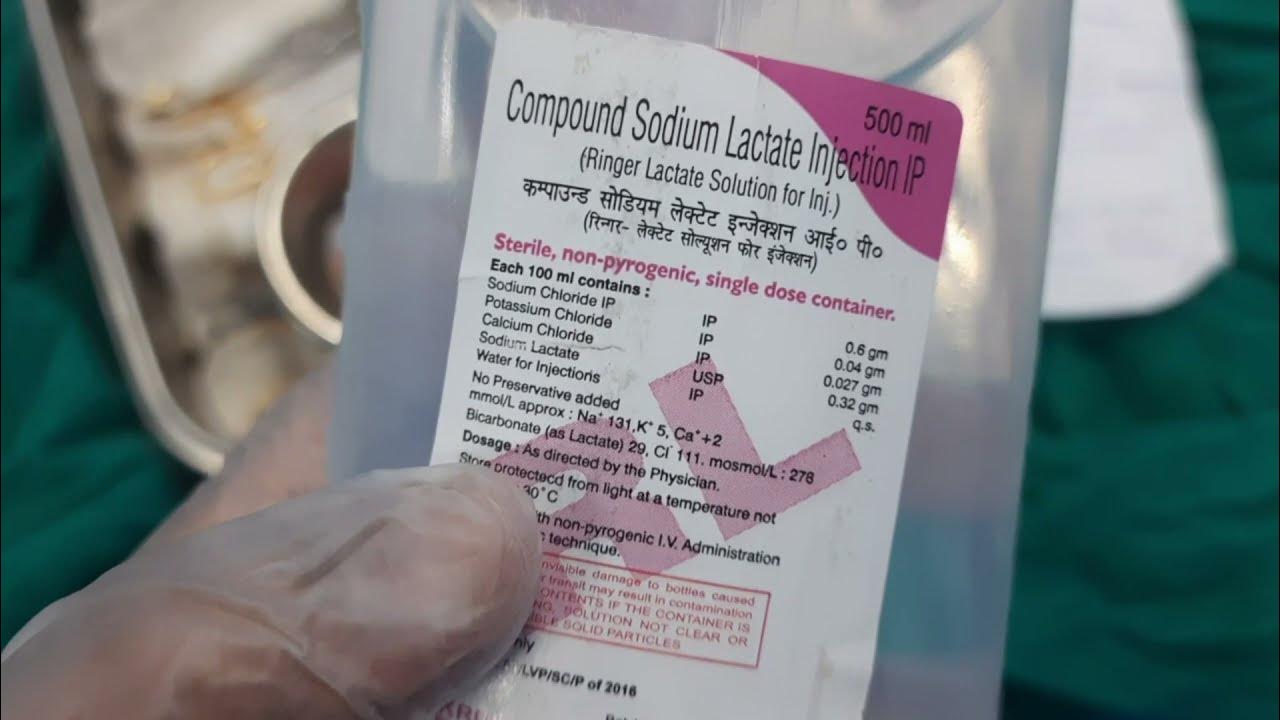 500 ml
Compound Sodium Lactate Injection IP
(Ringer Lactate Solution for Inj.)
कम्पाउन्ड सोडियम लेक्टेट इन्जेक्शन आई० पी०
(रिन्गर- लेक्टेट सोल्यूशन फोर इंजेक्शन)
Sterile, non-pyrogenic, single dose container.
Each 100 ml contains :
Sodium Chloride IP IP 0.6 gm
Potassium Chloride IP 0.04 gm
Calcium Chloride IP 0.027 gm
Sodium Lactate USP 0.32 gm
Water for Injections IP q.s.
No Preservative added
mmol/L approx : Na⁺ 131,K⁺ 5, Ca⁺+2
Bicarbonate (as Lactate) 29, Cl⁻ 111. mosmol/L : 278
Dosage : As directed by the Physician.
Store protectecd from light at a temperature not
30°C
non-pyrogenic I.V. Administration
technique.
damage to bottles caused
transit may result in contamination
IF THE CONTAINER IS
SOLUTION NOT CLEAR OR
SOLID PARTICLES
/LVP/SC/P of 2016
RL